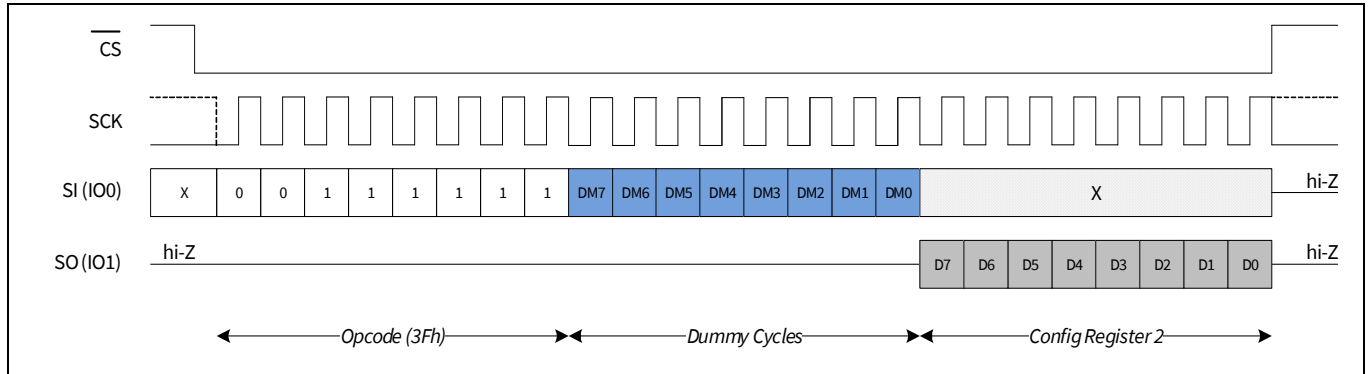 CS
SCK
SI (IO0) X 0 0 1 1 1 1 1 1 DM7 DM6 DM5 DM4 DM3 DM2 DM1 DM0 X hi-Z
SO (IO1) hi-Z D7 D6 D5 D4 D3 D2 D1 D0 hi-Z
Opcode (3Fh) Dummy Cycles Config Register 2